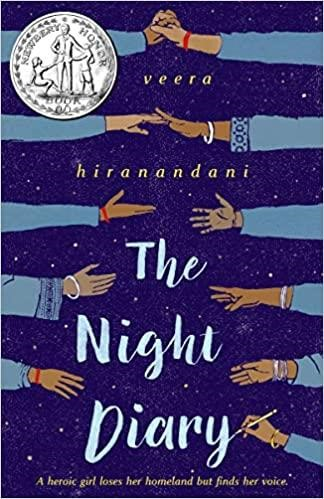 NEWBERY HONOR
BOOK
veera
hiranandani
The
Night
Diary
A heroic girl loses her homeland but finds her voice.